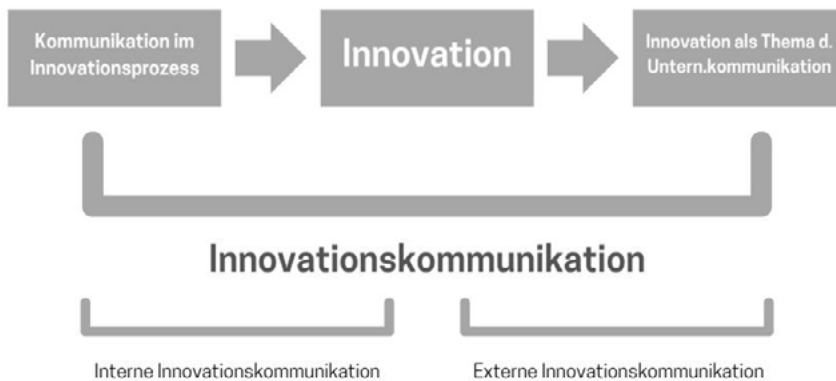 Kommunikation im
Innovationsprozess
Innovation
Innovation als Thema d.
Untern.kommunikation
Innovationskommunikation
Interne Innovationskommunikation
Externe Innovationskommunikation